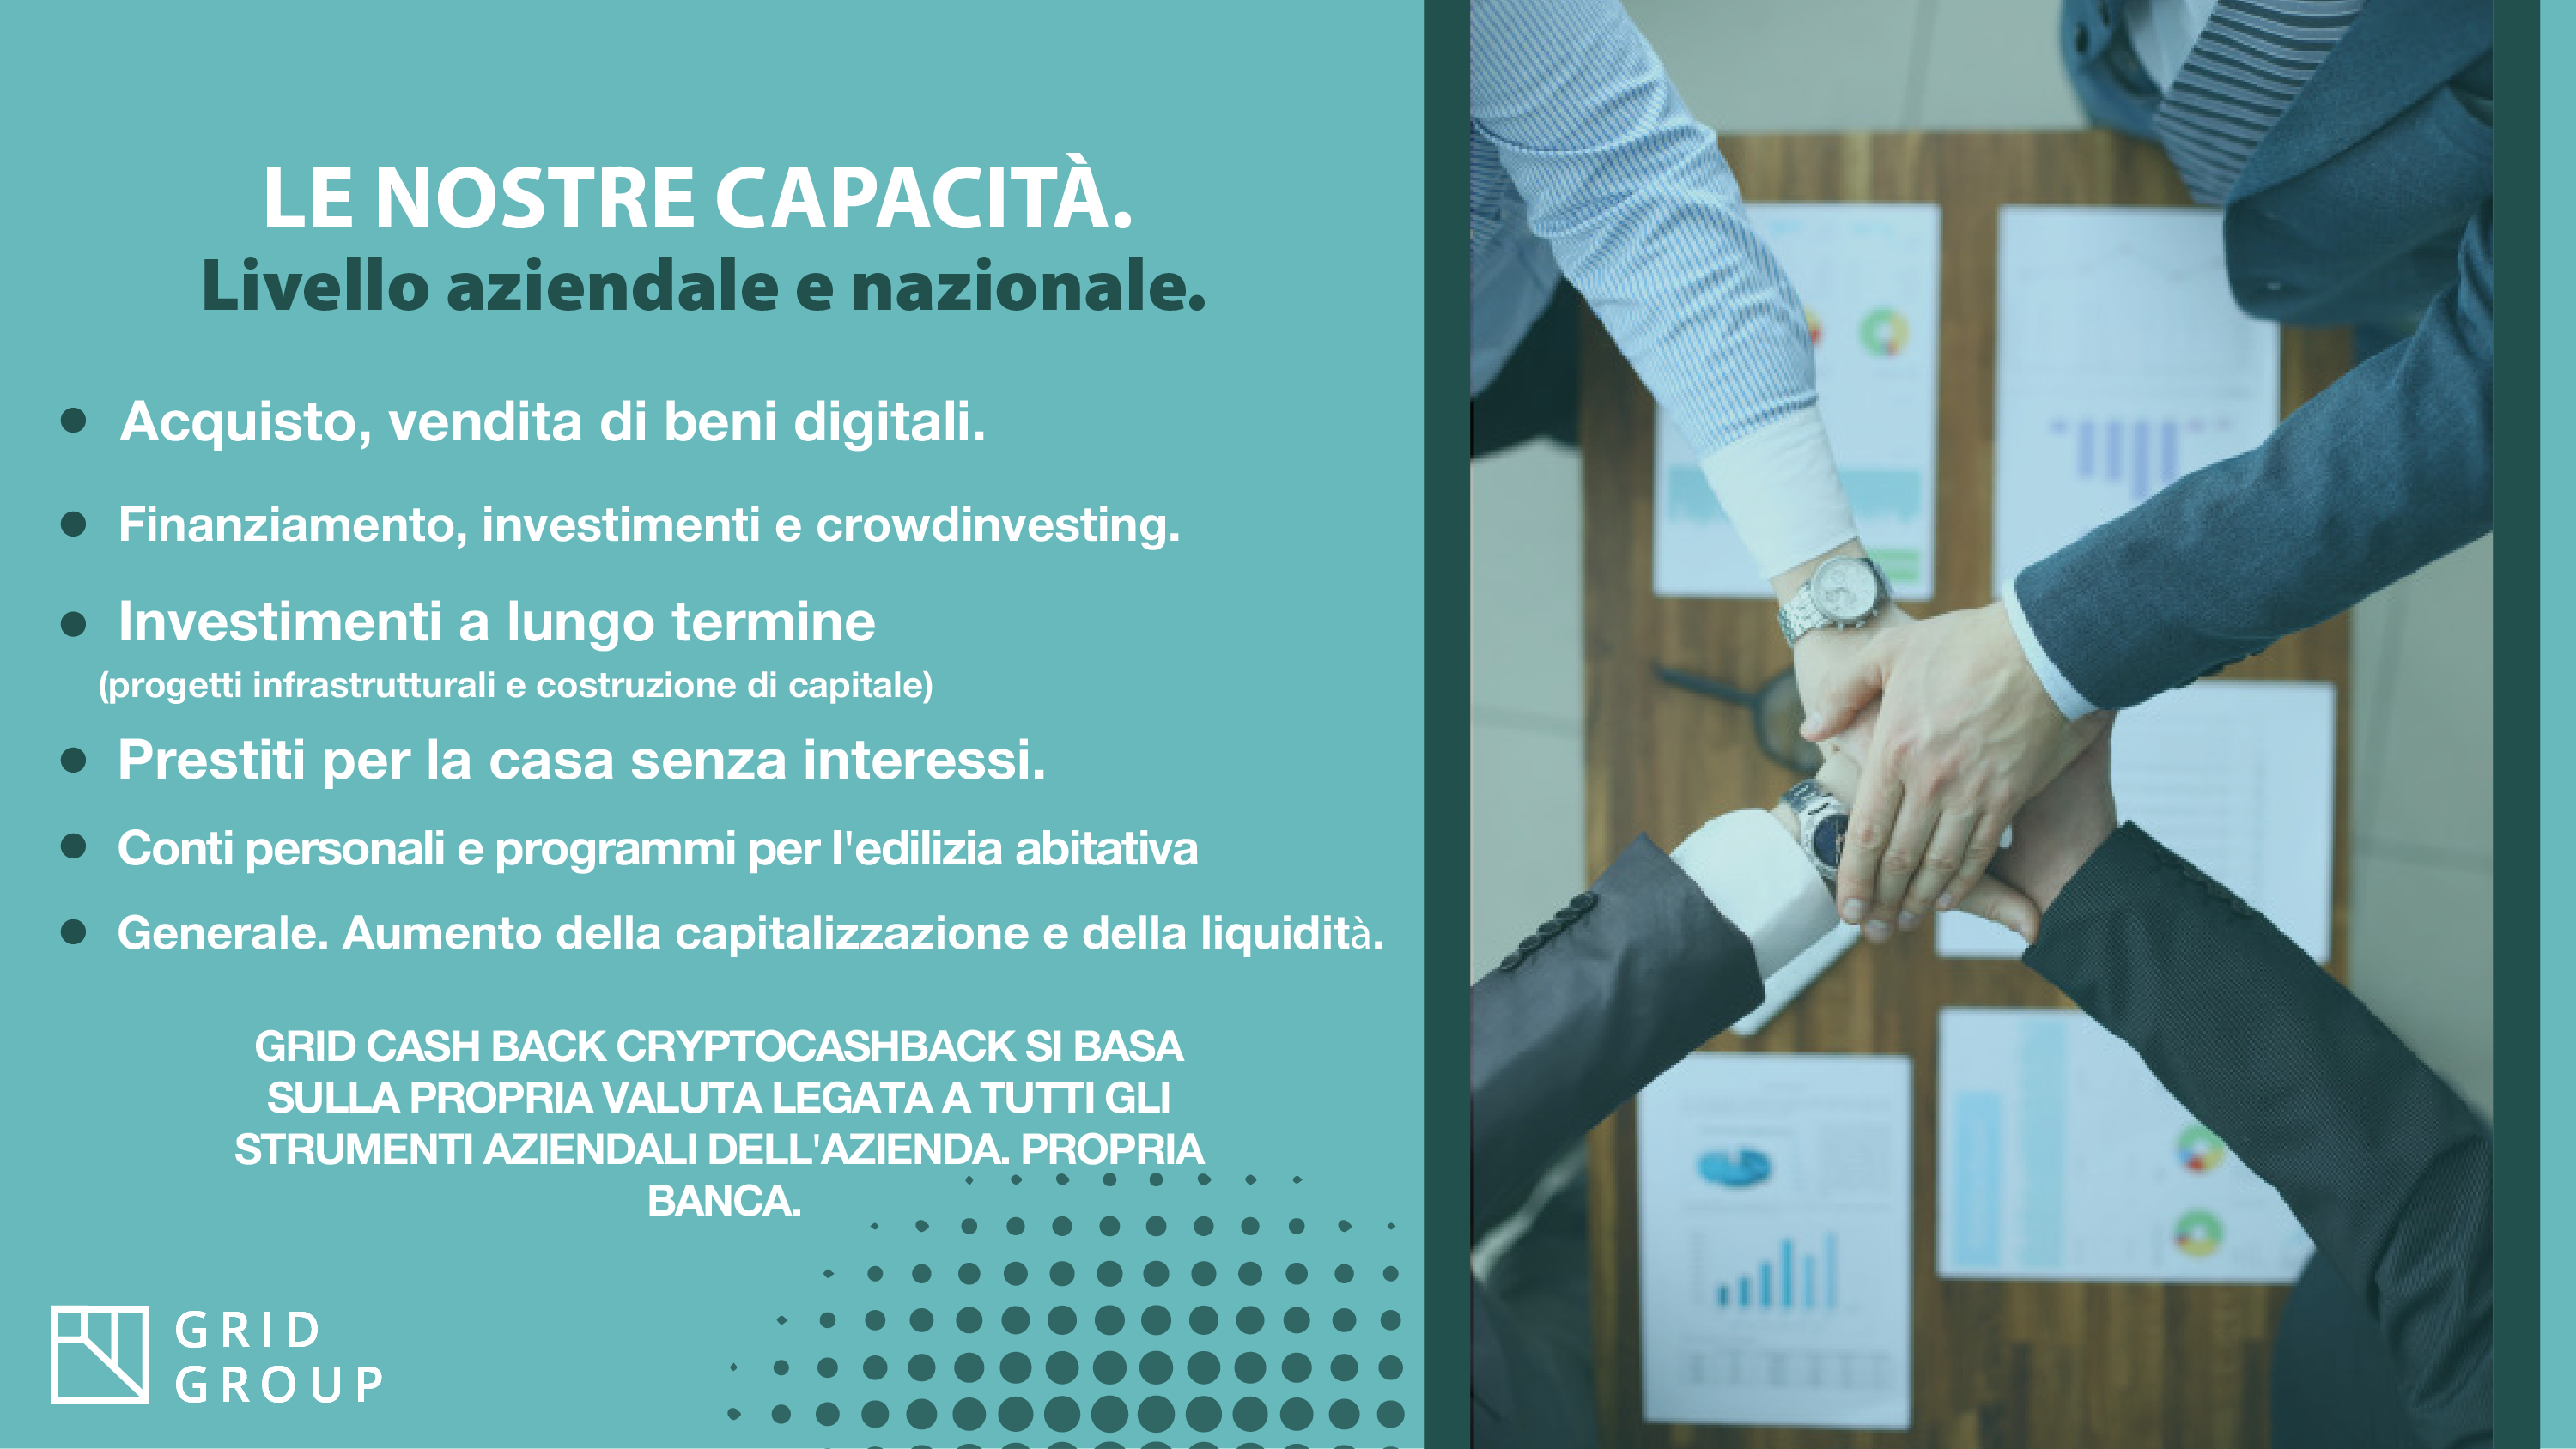 LE NOSTRE CAPACITÀ.
Livello aziendale e nazionale.
Acquisto, vendita di beni digitali.
Finanziamento, investimenti e crowdinvesting.
Investimenti a lungo termine
(progetti infrastrutturali e costruzione di capitale)
Prestiti per la casa senza interessi.
Conti personali e programmi per l'edilizia abitativa
Generale. Aumento della capitalizzazione e della liquidità.
GRID CASH BACK CRYPTOCASHBACK SI BASA
SULLA PROPRIA VALUTA LEGATA A TUTTI GLI
STRUMENTI AZIENDALI DELL'AZIENDA. PROPRIA
BANCA.
GRID
GROUP